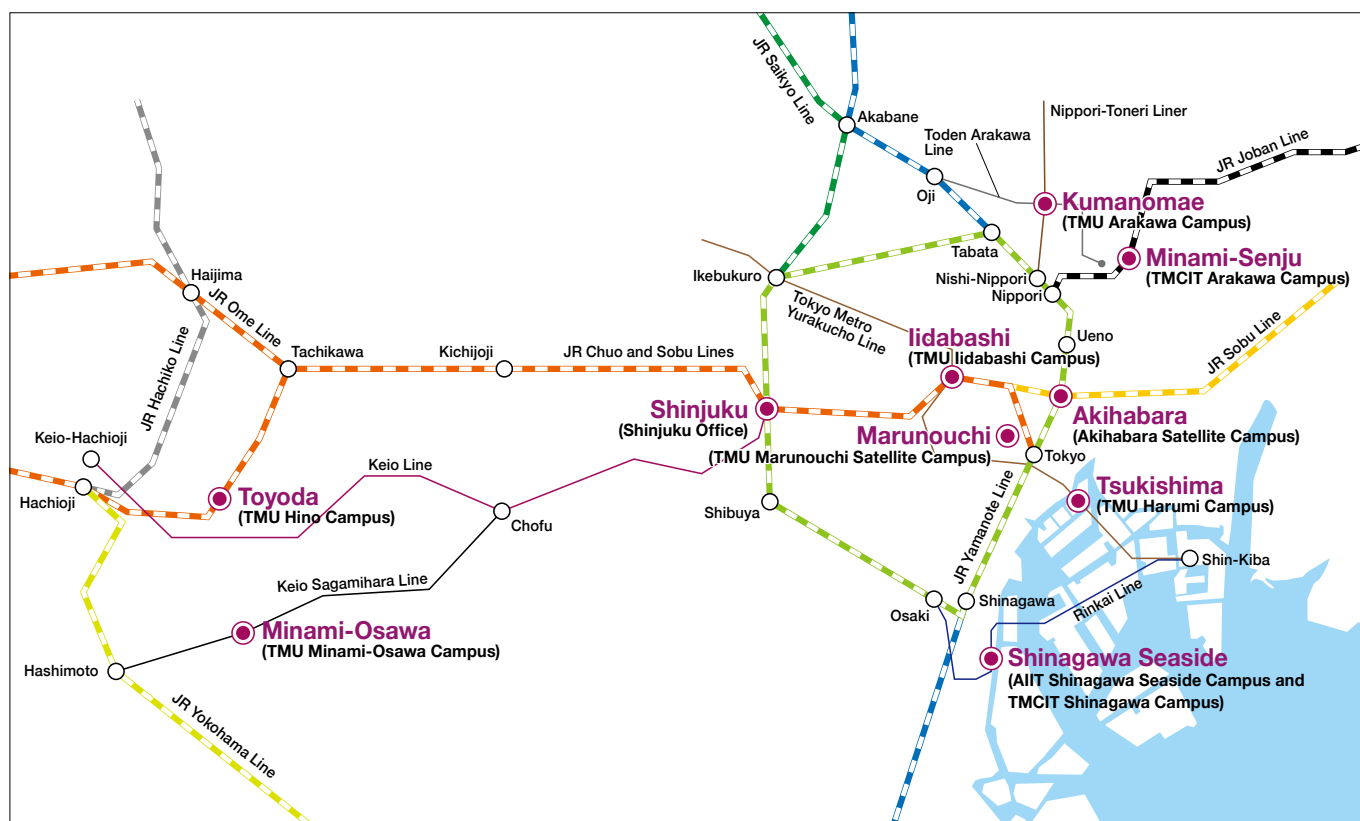 JR Saikyo Line
Akabane
Toden Arakawa
Line
Nippori-Toneri Liner
JR Joban Line
Oji
Kumanomae
(TMU Arakawa Campus)
Tabata
Minami-Senju
(TMCIT Arakawa Campus)
Haijima
JR Ome Line
Ikebukuro
Nishi-Nippori
Nippori
Tokyo Metro
Yurakucho Line
JR Hachiko Line
Tachikawa
Kichijoji
JR Chuo and Sobu Lines
Iidabashi
(TMU Iidabashi Campus)
Ueno
JR Sobu Line
Shinjuku
(Shinjuku Office)
Akihabara
(Akihabara Satellite Campus)
Marunouchi
(TMU Marunouchi Satellite Campus)
Tokyo
Keio-Hachioji
Keio Line
Hachioji
Toyoda
(TMU Hino Campus)
Chofu
Shibuya
JR Yamanote Line
Tsukishima
(TMU Harumi Campus)
Shin-Kiba
Keio Sagamihara Line
Osaki
Shinagawa
Rinkai Line
Minami-Osawa
(TMU Minami-Osawa Campus)
Hashimoto
Shinagawa Seaside
(AIIT Shinagawa Seaside Campus and
TMCIT Shinagawa Campus)
JR Yokohama Line